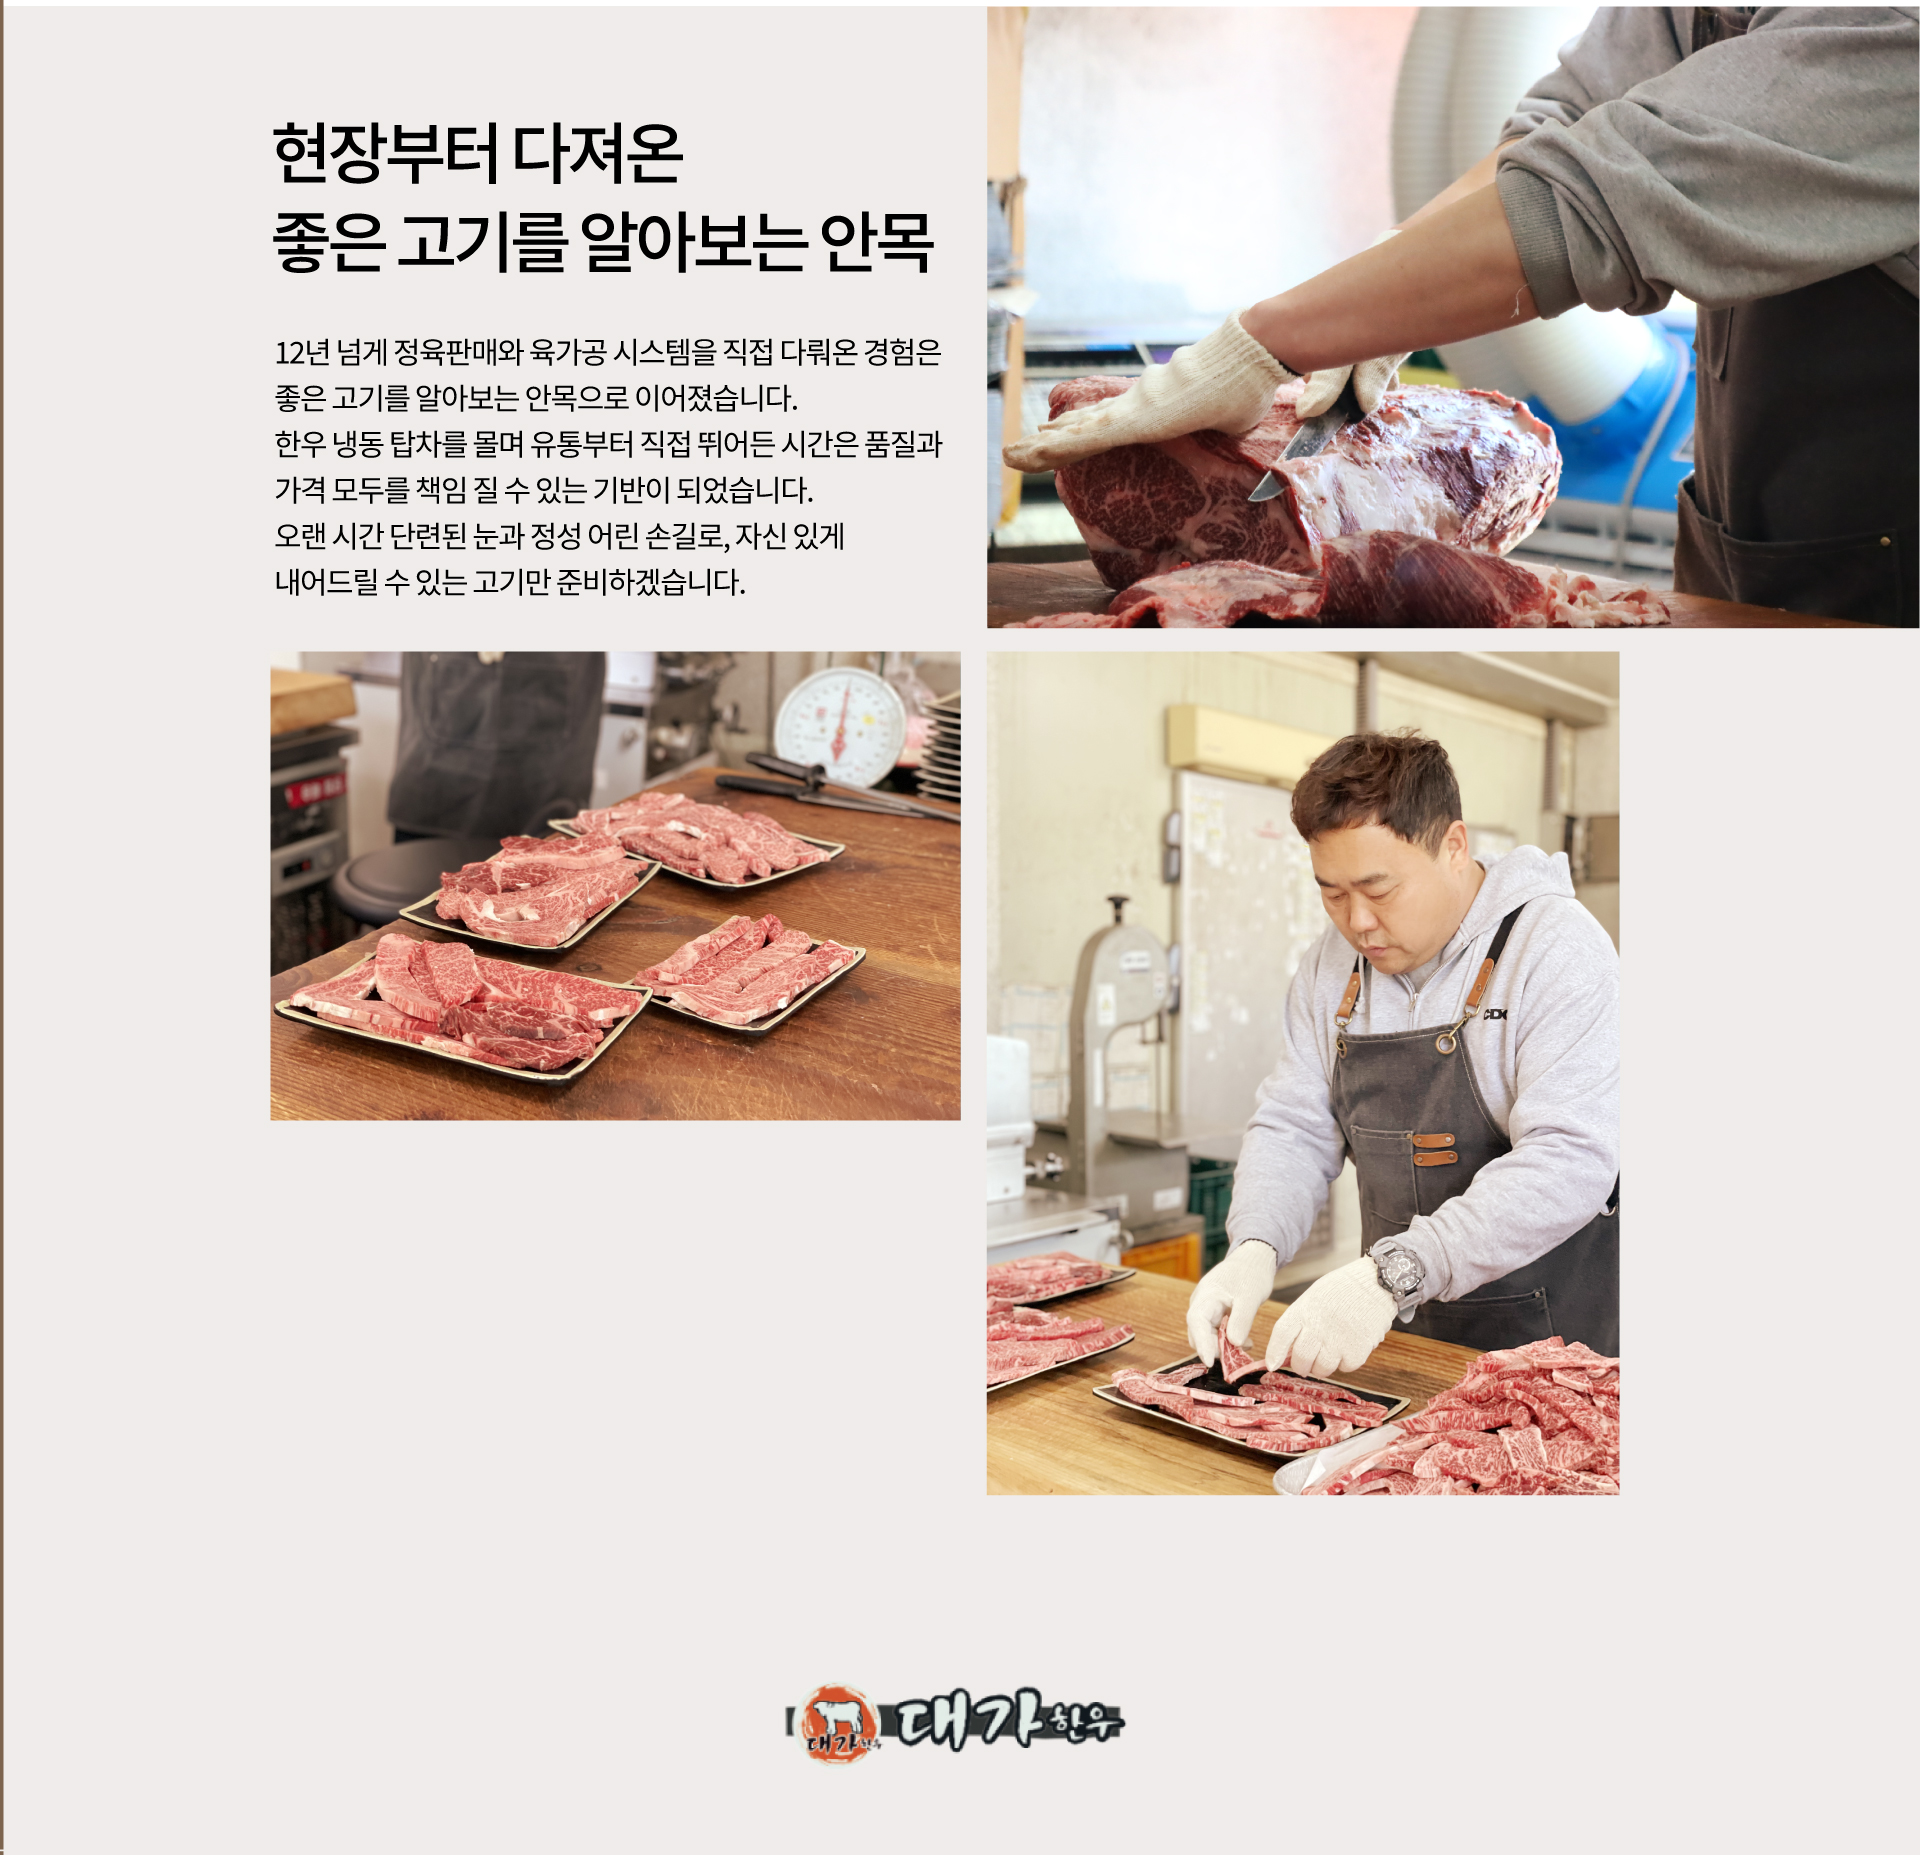 현장부터 다져온
좋은 고기를 알아보는 안목
12년 넘게 정육판매와 육가공 시스템을 직접 다뤄온 경험은
좋은 고기를 알아보는 안목으로 이어졌습니다.
한우 냉동 탑차를 몰며 유통부터 직접 뛰어든 시간은 품질과
가격 모두를 책임 질 수 있는 기반이 되었습니다.
오랜 시간 단련된 눈과 정성 어린 손길로, 자신 있게
내어드릴 수 있는 고기만 준비하겠습니다.
대가한우
대가한우